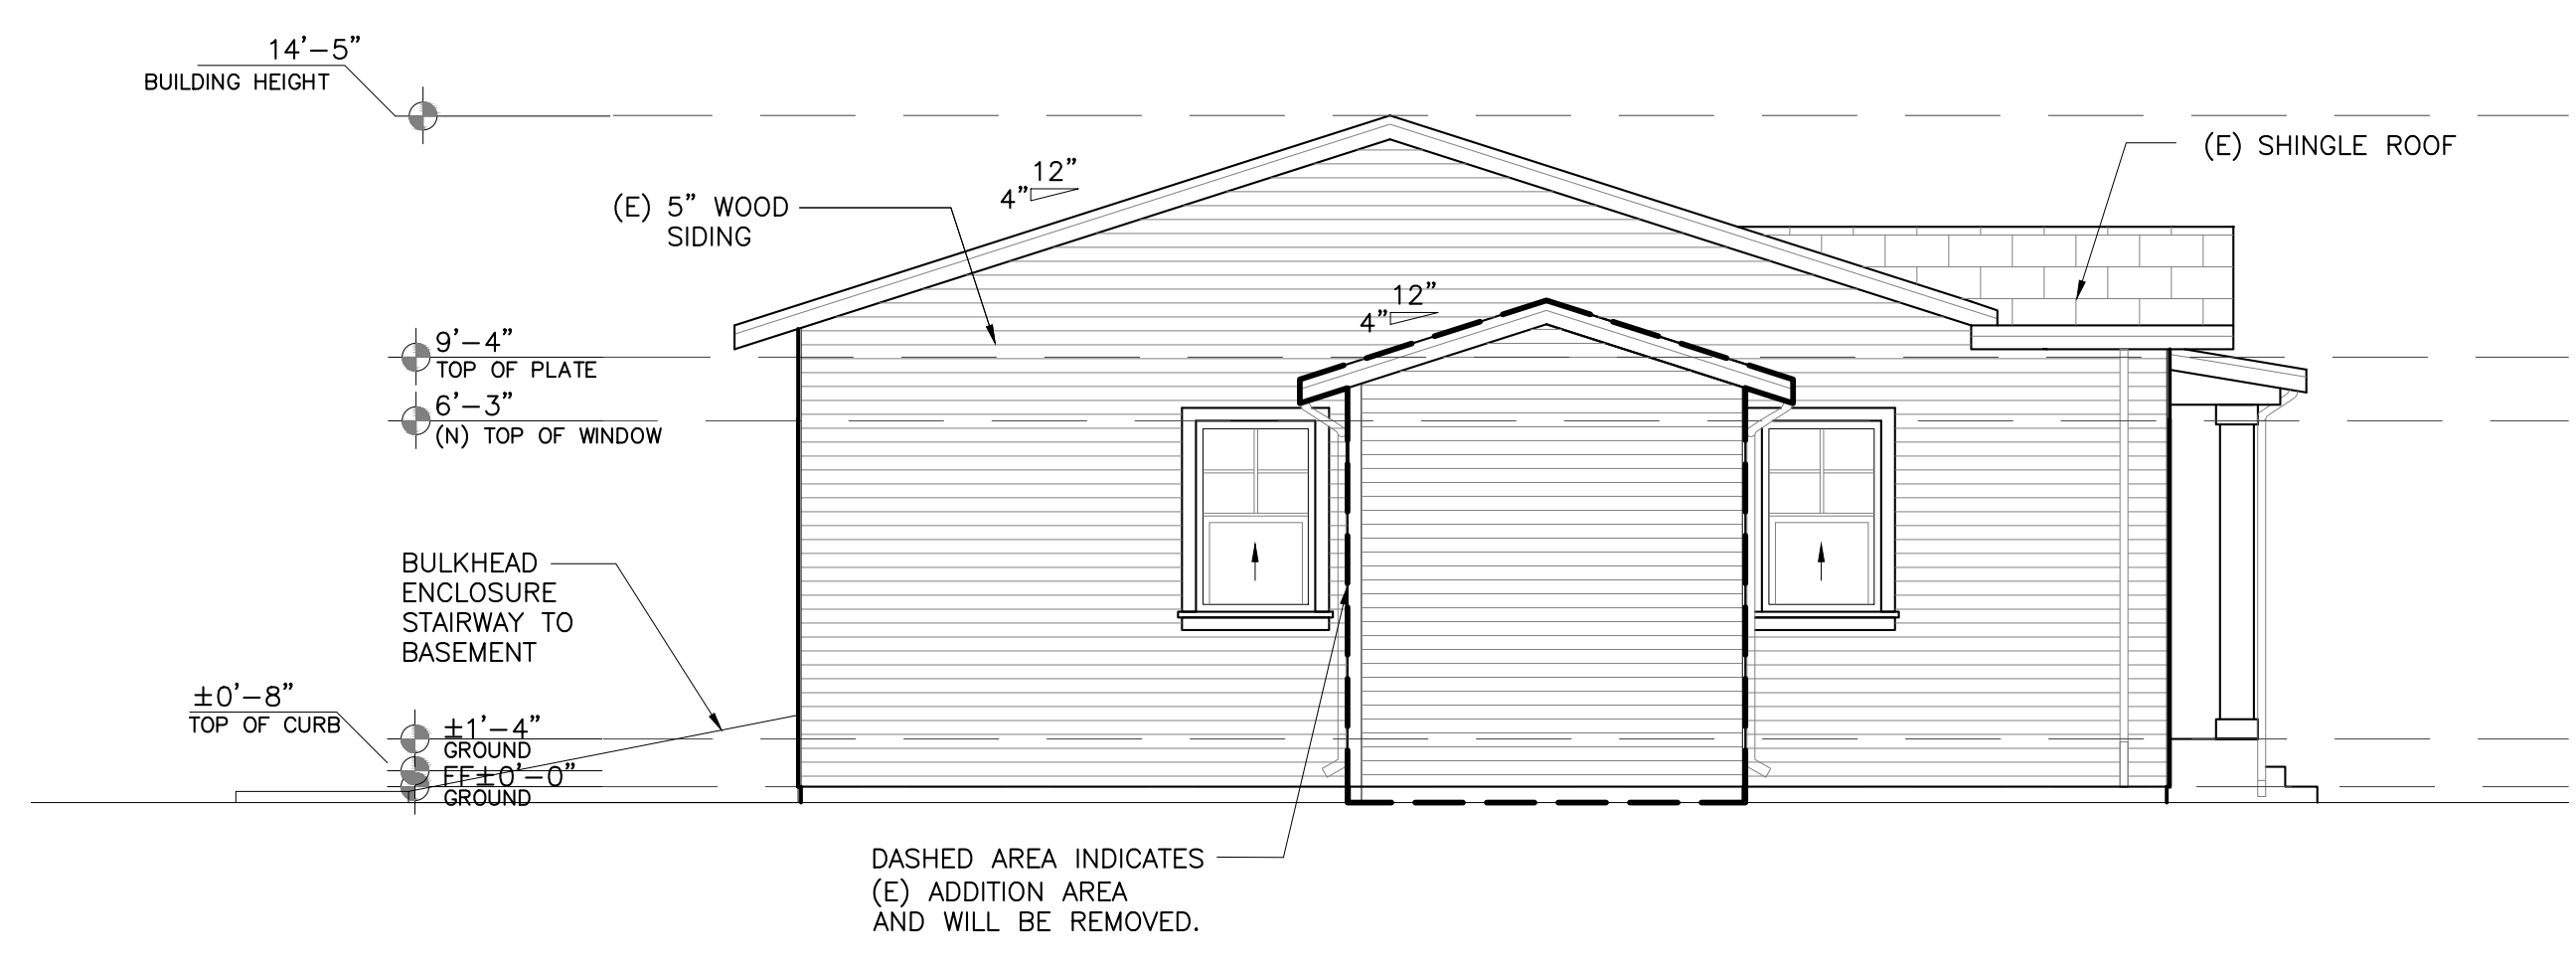 14'-5"
BUILDING HEIGHT
(E) SHINGLE ROOF
12"
4"
(E) 5" WOOD
SIDING
12"
4"
9'-4"
TOP OF PLATE
6'-3"
(N) TOP OF WINDOW
BULKHEAD
ENCLOSURE
STAIRWAY TO
BASEMENT
±0'-8"
TOP OF CURB
±1'-4"
GROUND
FF±0'-0"
GROUND
DASHED AREA INDICATES
(E) ADDITION AREA
AND WILL BE REMOVED.